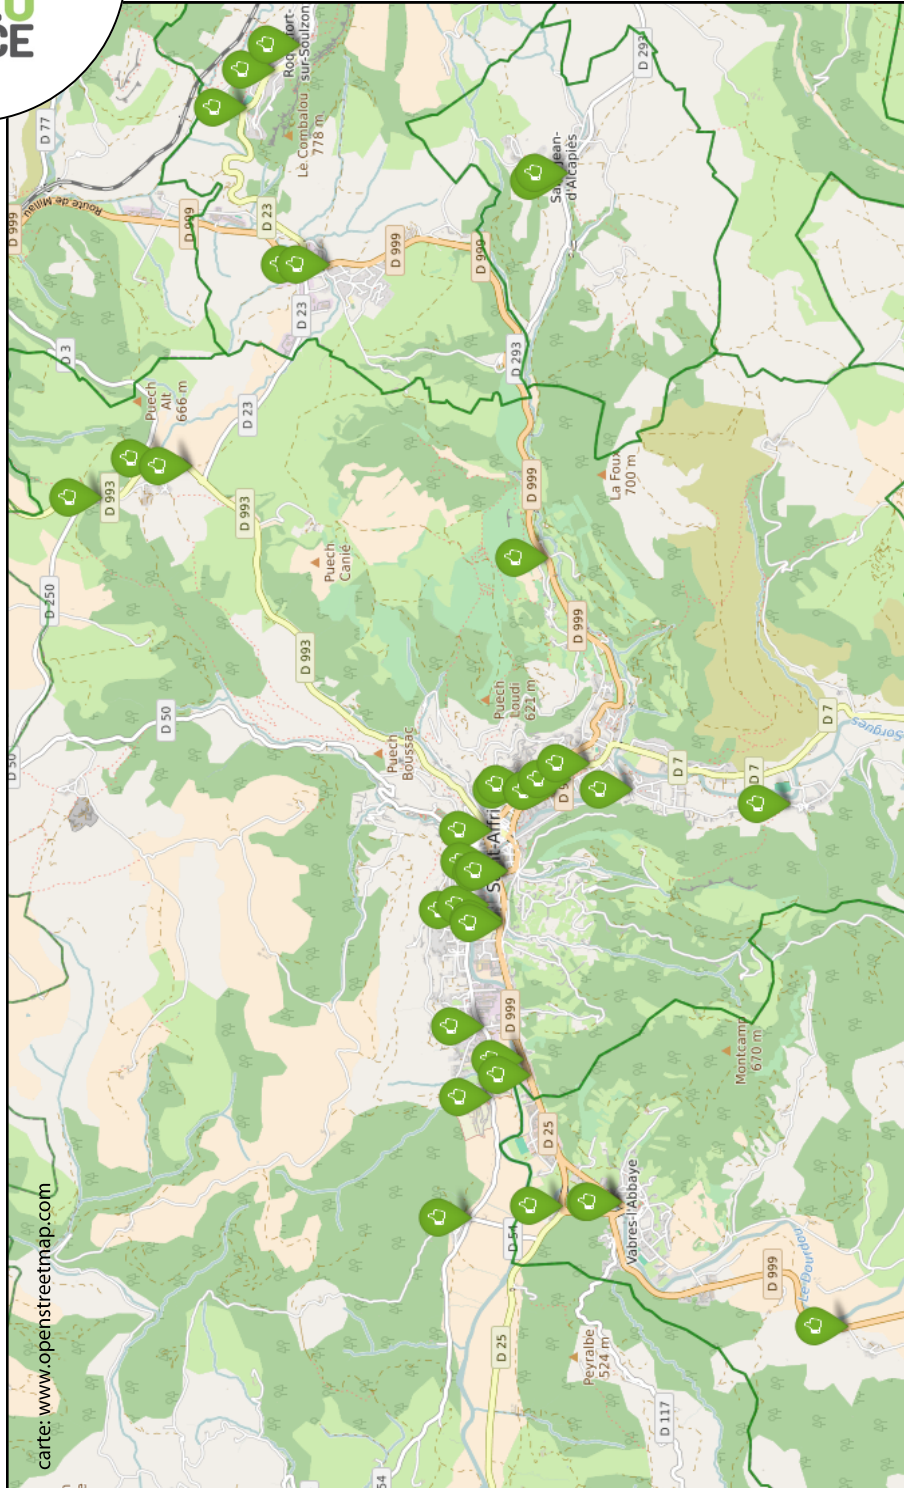 U
CE
carte: www.openstreetmap.com
D 77
D 999
Route de Millau
D 999
D 23
Le Combalou
778 m
sur-Soulzon
D 293
d'Alcapiès
D 999
D 999
D 23
D 3
D 293
Puech
Alt
666 m
D 23
D 993
D 993
D 250
Puech
Canié
D 999
La Foux
700 m
D 999
D 993
D 50
D 50
Puech
Boussac
Puech
Loudi
621 m
D 7
D 7
D 7
Sorgues
D 999
Montcamp
670 m
D 25
Vabres-l'Abbaye
D 54
D 25
D 999
Le Dourdou
Peyralbe
524 m
D 117
54